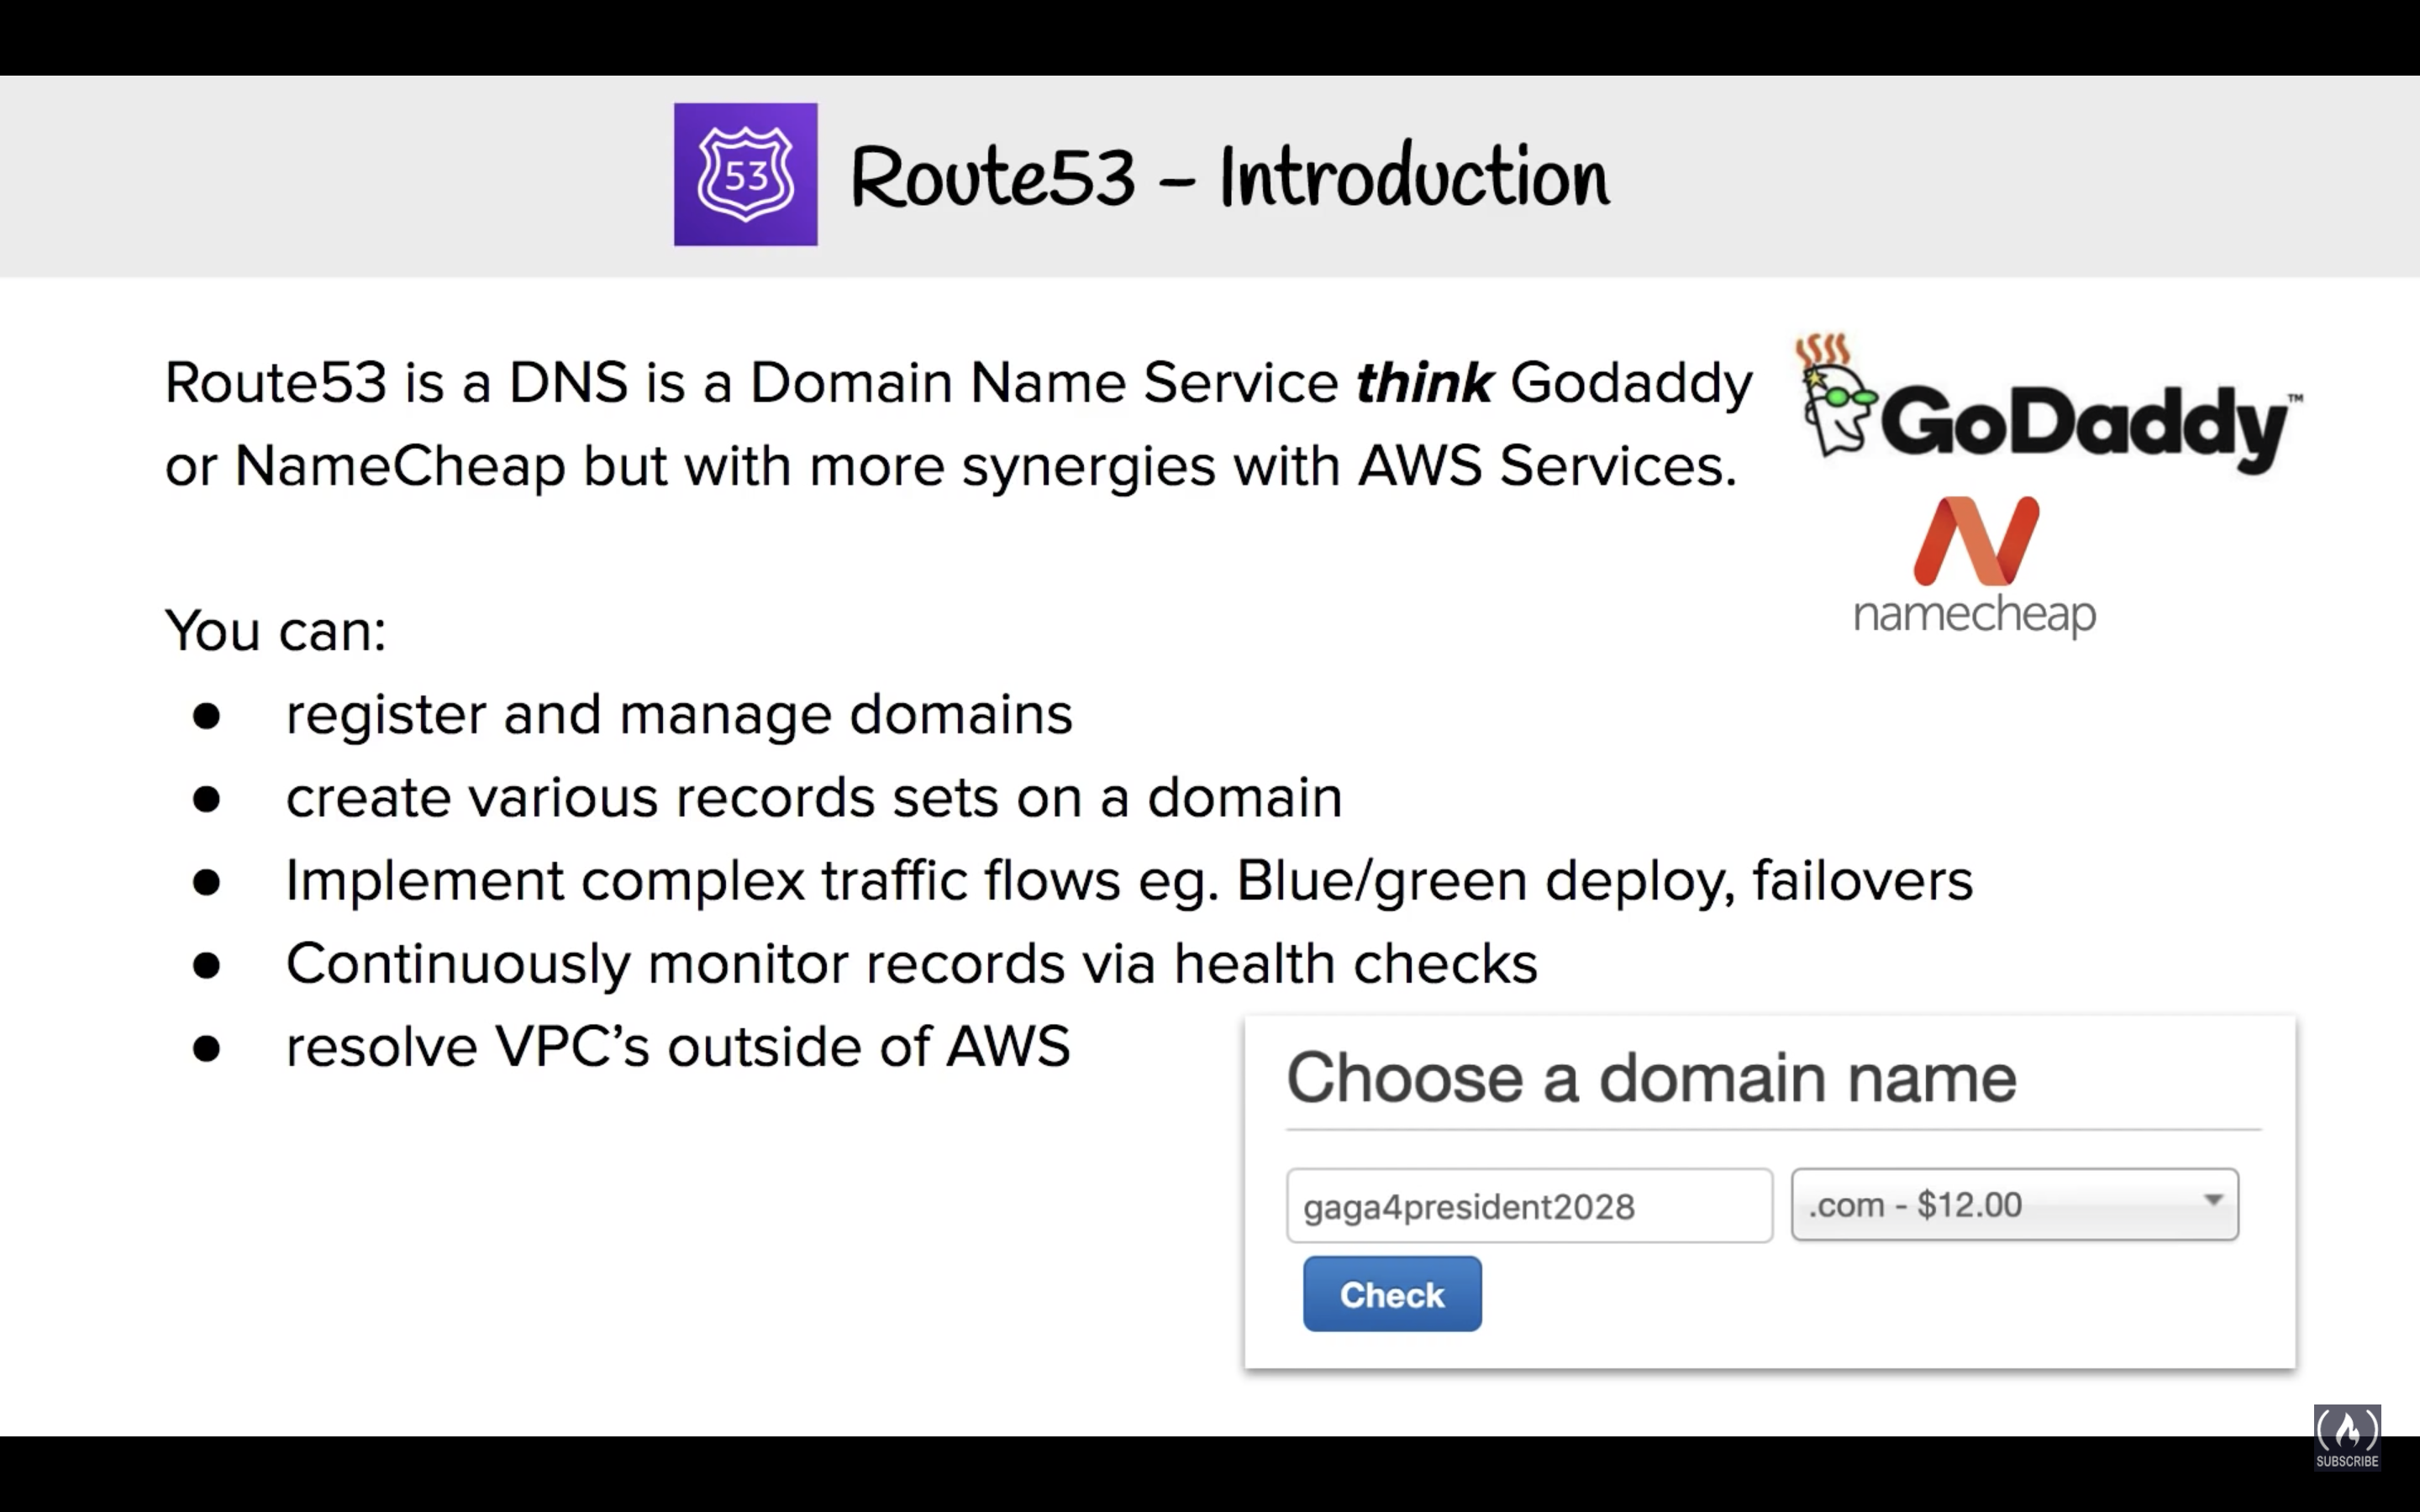 53
Route53 – Introduction
Route53 is a DNS is a Domain Name Service think Godaddy
or NameCheap but with more synergies with AWS Services.
GoDaddy™
namecheap
You can:
● register and manage domains
● create various records sets on a domain
● Implement complex traffic flows eg. Blue/green deploy, failovers
● Continuously monitor records via health checks
● resolve VPC’s outside of AWS
Choose a domain name
gaga4president2028
.com - $12.00
Check
SUBSCRIBE